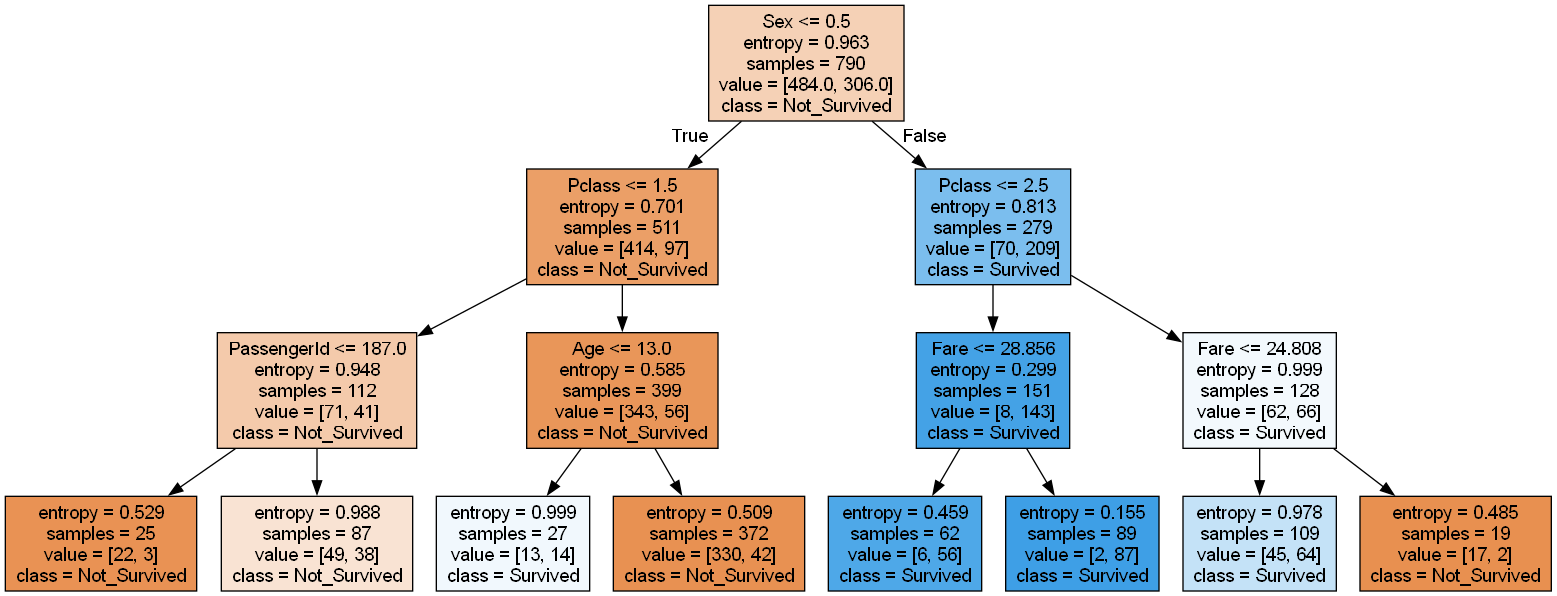 Sex <= 0.5
entropy = 0.963
samples = 790
value = [484.0, 306.0]
class = Not_Survived
True
False
Pclass <= 1.5
entropy = 0.701
samples = 511
value = [414, 97]
class = Not_Survived
Pclass <= 2.5
entropy = 0.813
samples = 279
value = [70, 209]
class = Survived
PassengerId <= 187.0
entropy = 0.948
samples = 112
value = [71, 41]
class = Not_Survived
Age <= 13.0
entropy = 0.585
samples = 399
value = [343, 56]
class = Not_Survived
Fare <= 28.856
entropy = 0.299
samples = 151
value = [8, 143]
class = Survived
Fare <= 24.808
entropy = 0.999
samples = 128
value = [62, 66]
class = Survived
entropy = 0.529
samples = 25
value = [22, 3]
class = Not_Survived
entropy = 0.988
samples = 87
value = [49, 38]
class = Not_Survived
entropy = 0.999
samples = 27
value = [13, 14]
class = Survived
entropy = 0.509
samples = 372
value = [330, 42]
class = Not_Survived
entropy = 0.459
samples = 62
value = [6, 56]
class = Survived
entropy = 0.155
samples = 89
value = [2, 87]
class = Survived
entropy = 0.978
samples = 109
value = [45, 64]
class = Survived
entropy = 0.485
samples = 19
value = [17, 2]
class = Not_Survived